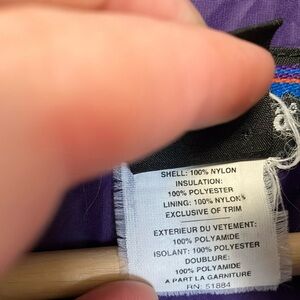 SHELL: 100% NYLON
INSULATION:
100% POLYESTER
LINING: 100% NYLON
EXCLUSIVE OF TRIM
EXTERIEUR DU VETEMENT:
100% POLYAMIDE
ISOLANT: 100% POLYESTER
DOUBLURE:
100% POLYAMIDE
A PART LA GARNITURE
RN: 51884